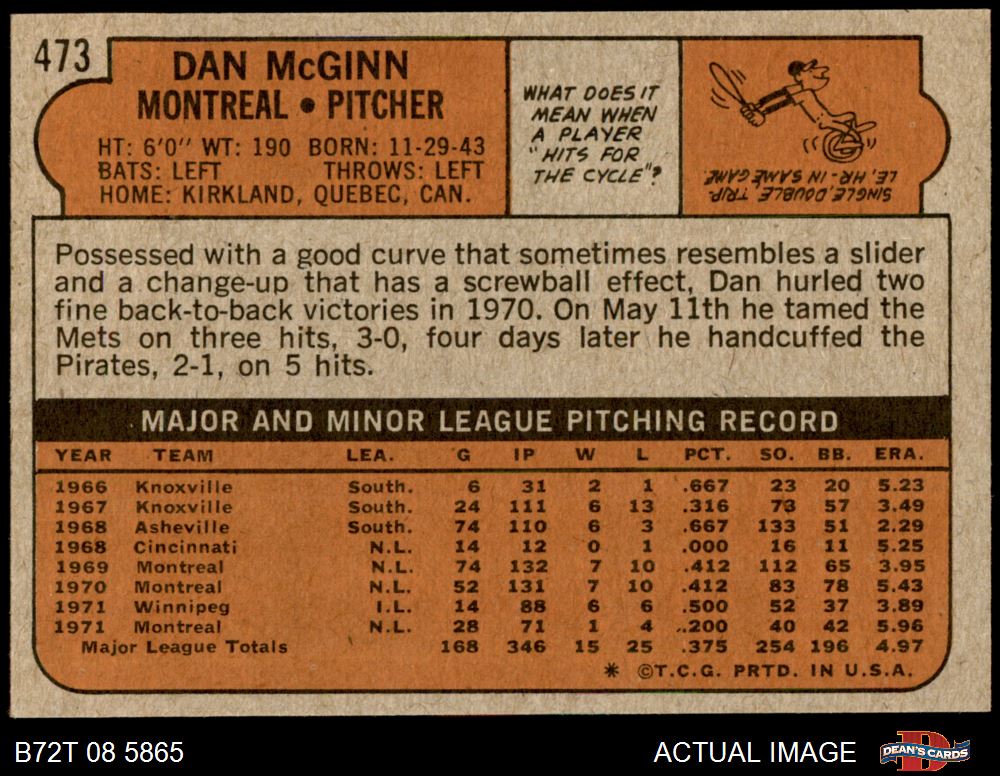 473
DAN McGINN
MONTREAL • PITCHER
HT: 6'0" WT: 190 BORN: 11-29-43
BATS: LEFT THROWS: LEFT
HOME: KIRKLAND, QUEBEC, CAN.
WHAT DOES IT
MEAN WHEN
A PLAYER
"HITS FOR
THE CYCLE"?
SINGLE, DOUBLE, TRIP-
LE, HR - IN SAME GAME
Possessed with a good curve that sometimes resembles a slider
and a change-up that has a screwball effect, Dan hurled two
fine back-to-back victories in 1970. On May 11th he tamed the
Mets on three hits, 3-0, four days later he handcuffed the
Pirates, 2-1, on 5 hits.
MAJOR AND MINOR LEAGUE PITCHING RECORD
YEAR TEAM LEA. G IP W L PCT. SO. BB. ERA.
1966 Knoxville South. 6 31 2 1 .667 23 20 5.23
1967 Knoxville South. 24 111 6 13 .316 73 57 3.49
1968 Asheville South. 74 110 6 3 .667 133 51 2.29
1968 Cincinnati N.L. 14 12 0 1 .000 16 11 5.25
1969 Montreal N.L. 74 132 7 10 .412 112 65 3.95
1970 Montreal N.L. 52 131 7 10 .412 83 78 5.43
1971 Winnipeg I.L. 14 88 6 6 .500 52 37 3.89
1971 Montreal N.L. 28 71 1 4 .200 40 42 5.96
Major League Totals 168 346 15 25 .375 254 196 4.97
* ©T.C.G. PRTD. IN U.S.A.
B72T 08 5865
ACTUAL IMAGE
DEAN'S CARDS